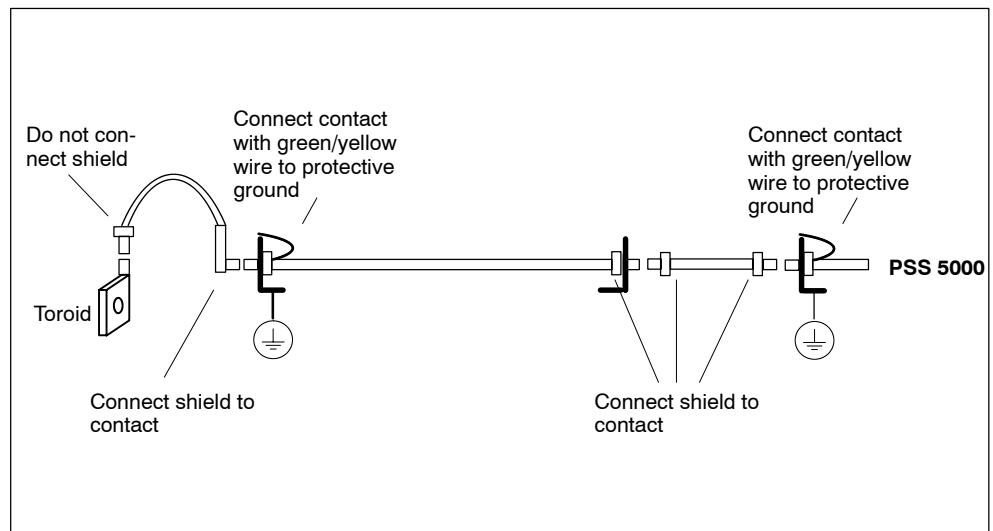 Do not con-
nect shield
Connect contact
with green/yellow
wire to protective
ground
Connect contact
with green/yellow
wire to protective
ground
PSS 5000
Toroid
Connect shield to
contact
Connect shield to
contact